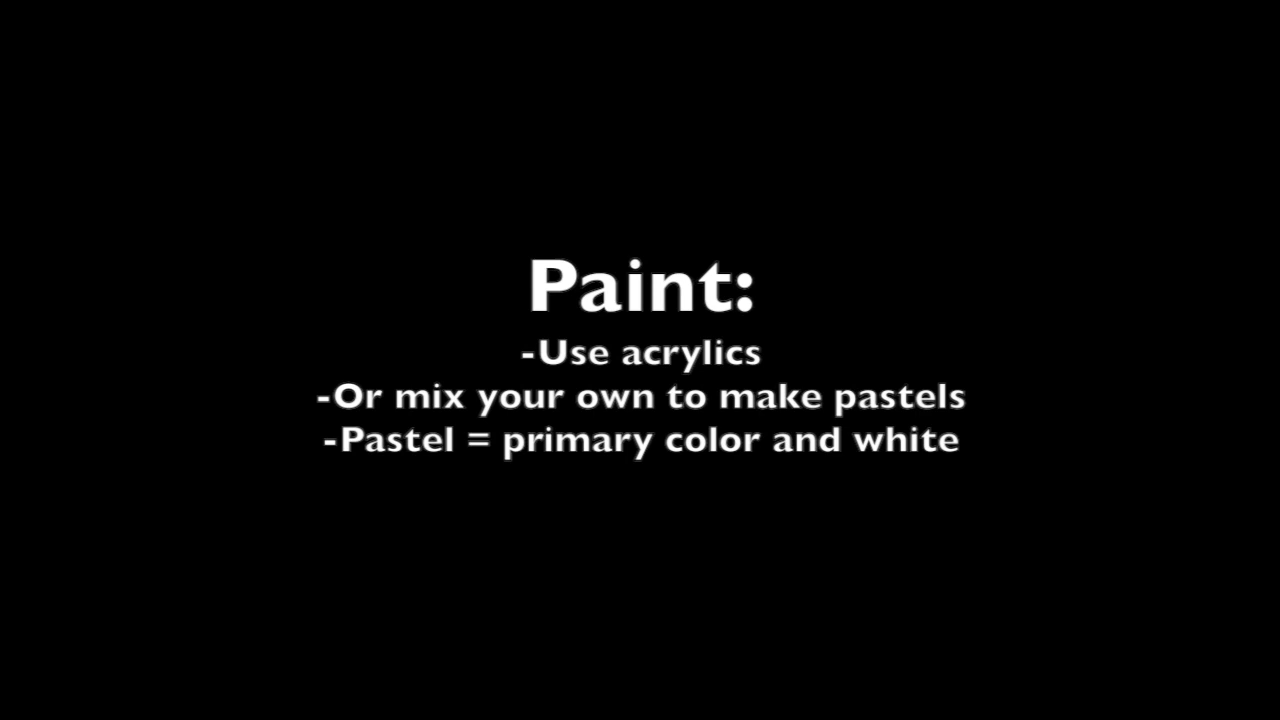 Paint:
-Use acrylics
-Or mix your own to make pastels
-Pastel = primary color and white